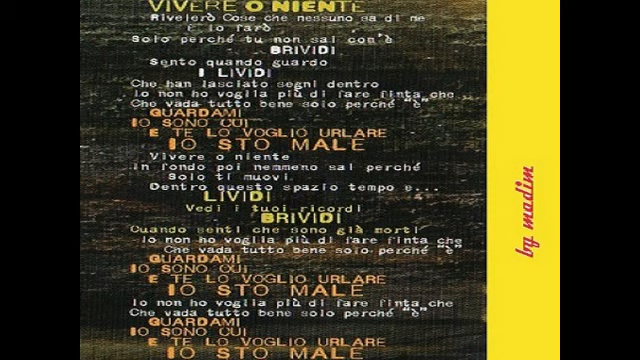 VIVERE O NIENTE
Rivelerò Cose che nessuno sa di me
E lo farò
Solo perché tu non sai com'è
BRIVIDI
Sento quando guardo
I LIVIDI
Che han lasciato segni dentro
Io non ho voglia più di fare finta che
Che vada tutto bene solo perché "è"
GUARDAMI
IO SONO QUI
E TE LO VOGLIO URLARE
IO STO MALE
Vivere o niente
In fondo poi nemmeno sai perché
Solo ti muovi.
Dentro questo spazio tempo e...
LIVIDI
Vedi i tuoi ricordi
BRIVIDI
Quando senti che sono già morti
Io non ho voglia più di fare finta che
Che vada tutto bene solo perché "è"
GUARDAMI
IO SONO QUI
E TE LO VOGLIO URLARE
IO STO MALE
Io non ho voglia più di fare finta che
Che vada tutto bene solo perché "è"
GUARDAMI
IO SONO QUI
E TE LO VOGLIO URLARE
IO STO MALE
by madim